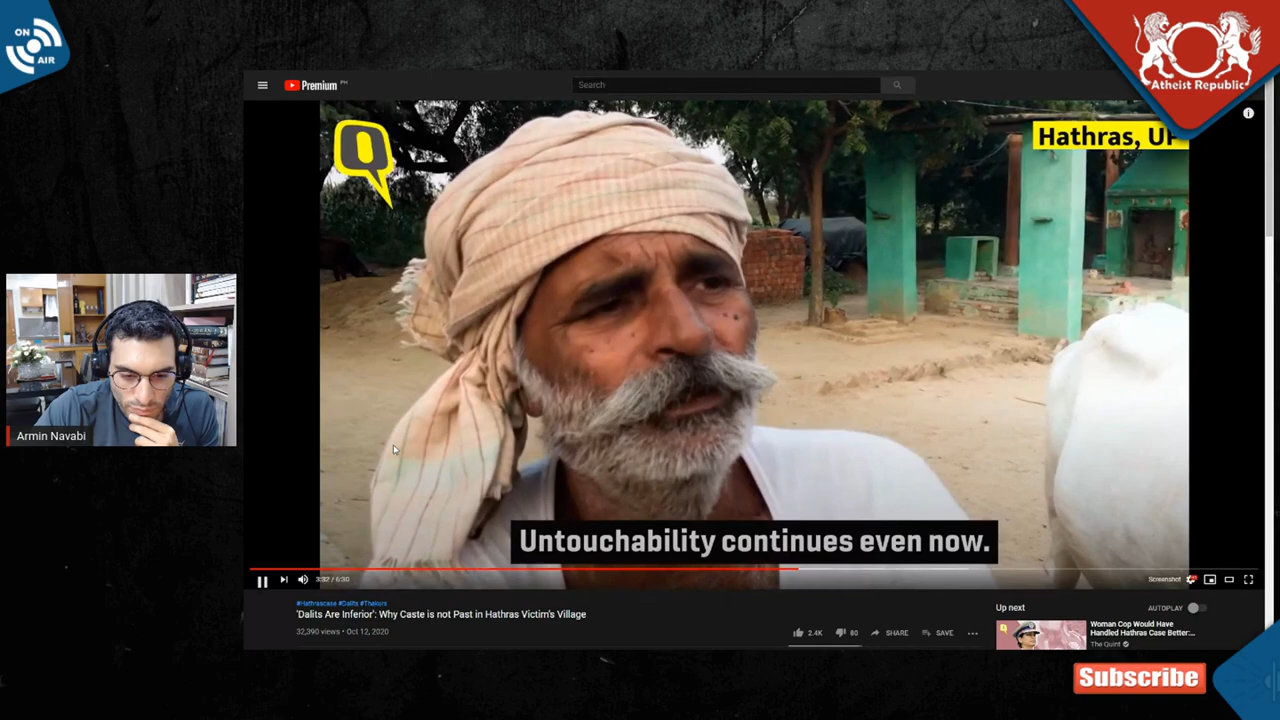 ON
AIR
Premium PH
Search
Atheist Republic
Q
Hathras, UP
Armin Navabi
Untouchability continues even now.
3:32 / 6:30
Screenshot
#Hathrascase #Dalits #Thakurs
'Dalits Are Inferior': Why Caste is not Past in Hathras Victim's Village
32,390 views • Oct 12, 2020
2.4K
80
SHARE
SAVE
Up next
AUTOPLAY
Woman Cop Would Have
Handled Hathras Case Better:...
The Quint
Subscribe